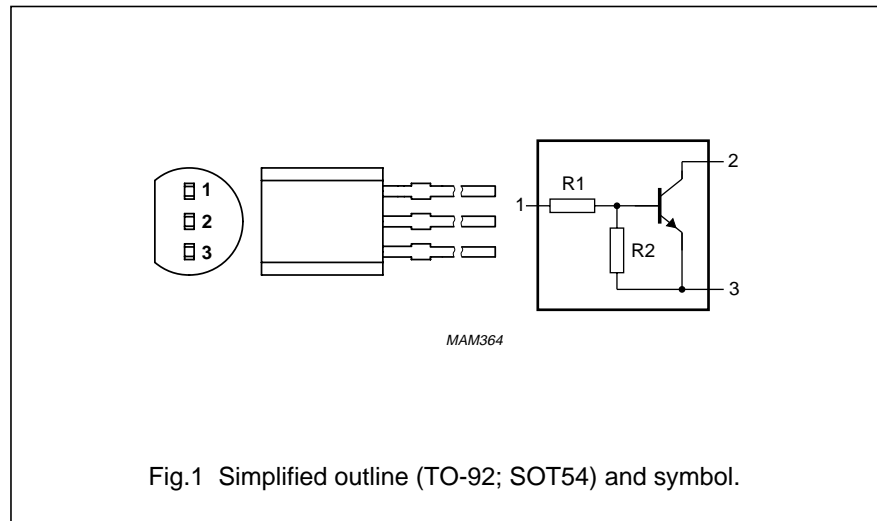 1
2
3
1
R1
R2
2
3
MAM364
Fig.1 Simplified outline (TO-92; SOT54) and symbol.